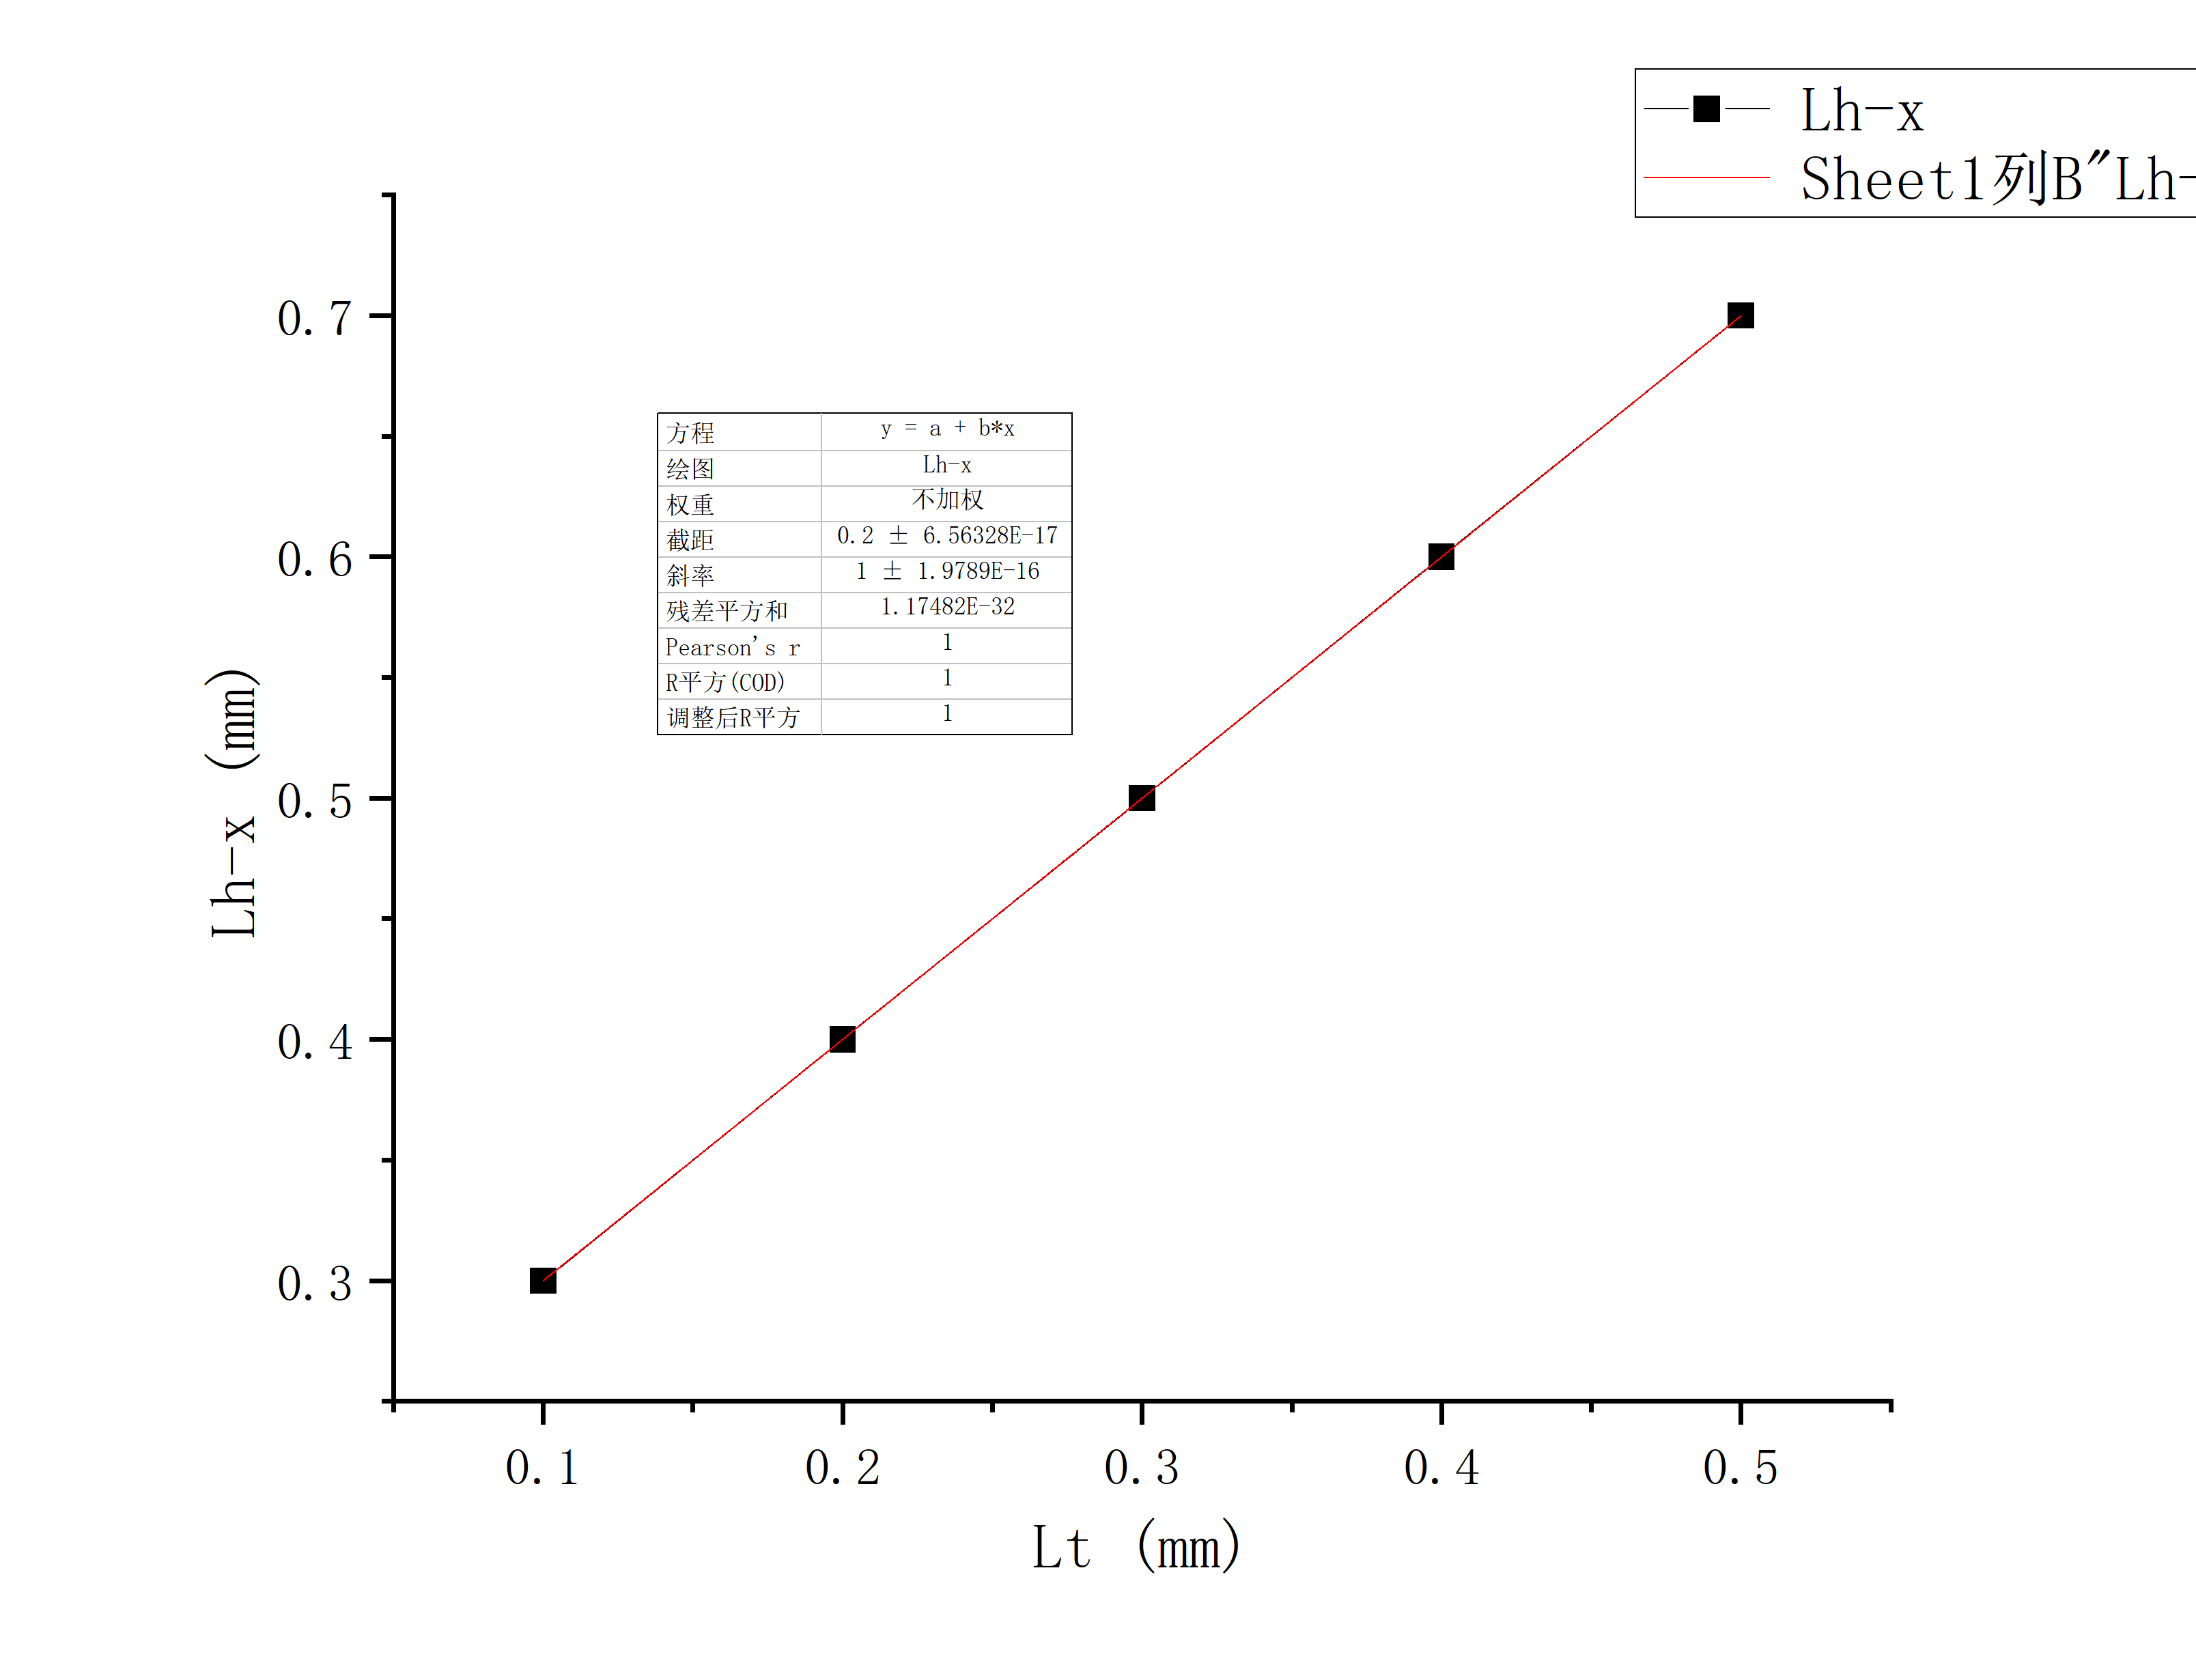 Lh-x
Sheet1列B"Lh-
0.7
0.6
0.5
0.4
0.3
Lh-x (mm)
方程 y = a + b*x
绘图 Lh-x
权重 不加权
截距 0.2 ± 6.56328E-17
斜率 1 ± 1.9789E-16
残差平方和 1.17482E-32
Pearson's r 1
R平方(COD) 1
调整后R平方 1
0.1 0.2 0.3 0.4 0.5
Lt (mm)